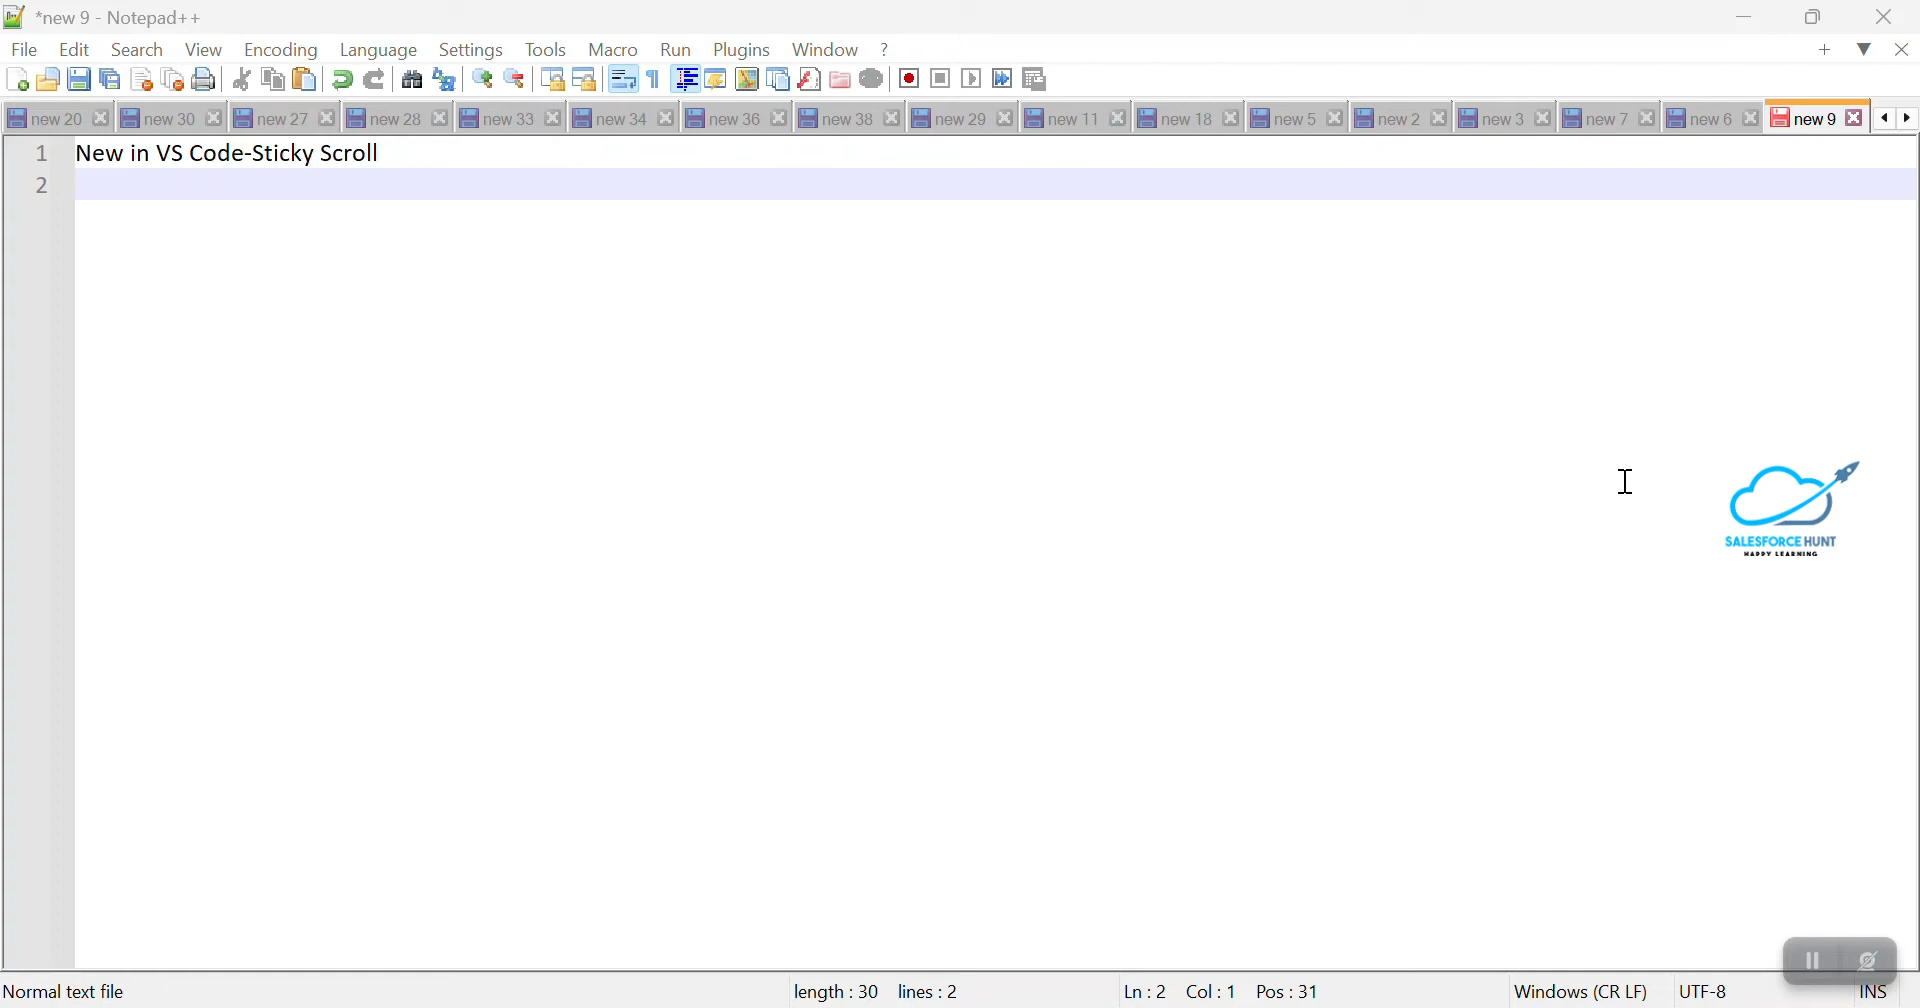 *new 9 - Notepad++
File Edit Search View Encoding Language Settings Tools Macro Run Plugins Window ?
new 20 new 30 new 27 new 28 new 33 new 34 new 36 new 38 new 29 new 11 new 18 new 5 new 2 new 3 new 7 new 6 new 9
1 New in VS Code-Sticky Scroll
2
SALESFORCE HUNT
HAPPY LEARNING
Normal text file length : 30 lines : 2 Ln : 2 Col : 1 Pos : 31 Windows (CR LF) UTF-8 INS